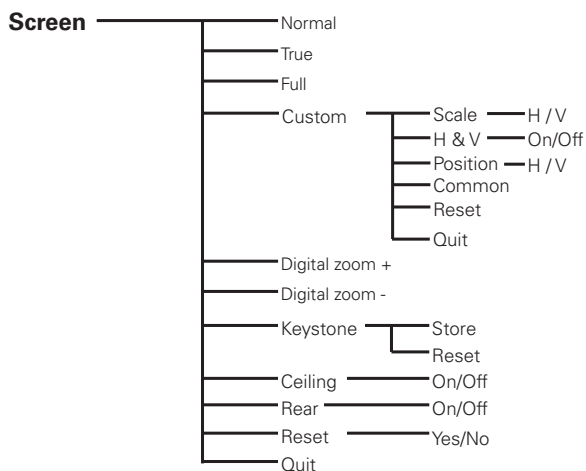 Screen Normal
True
Full
Custom Scale H / V
H & V On/Off
Position H / V
Common
Reset
Quit
Digital zoom +
Digital zoom -
Keystone Store
Reset
Ceiling On/Off
Rear On/Off
Reset Yes/No
Quit